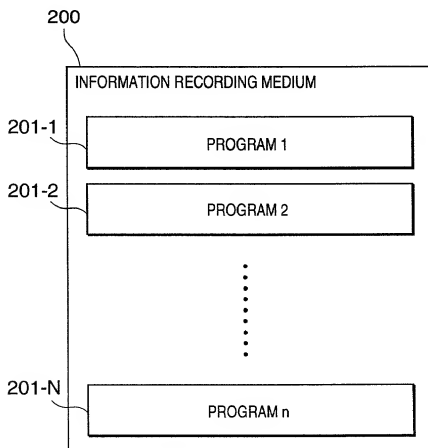 200
INFORMATION RECORDING MEDIUM
201-1
PROGRAM 1
201-2
PROGRAM 2
201-N
PROGRAM n